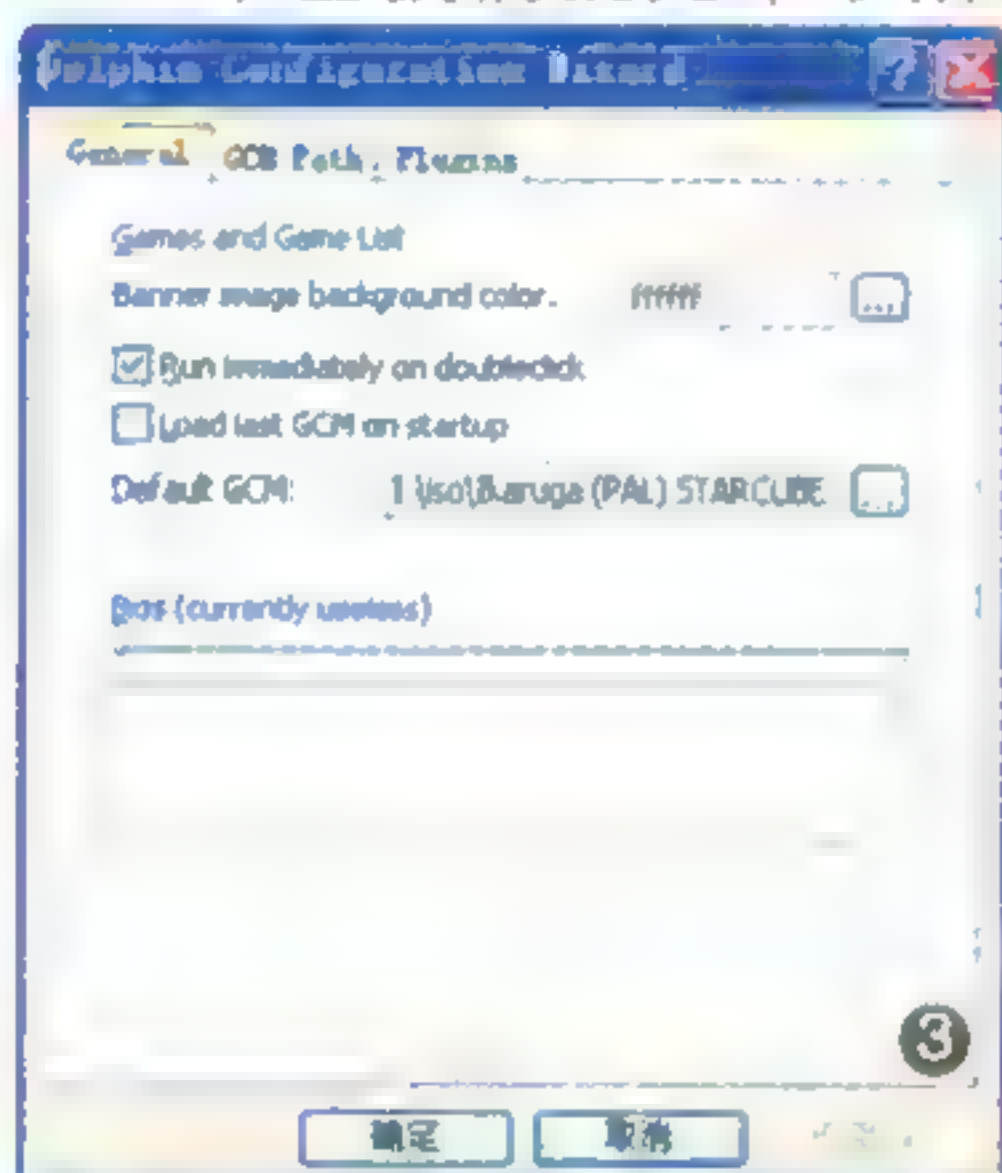 Dolphin Configuration Wizard
General GCM Path Plugins
Games and Game List
Banner image background color: ffffff ...
Run immediately on doubleclick
Load last GCM on startup
Default GCM: 1\iso\Ikaruga (PAL) STARCUBE ...
Bios (currently useless)
3
確定 取消